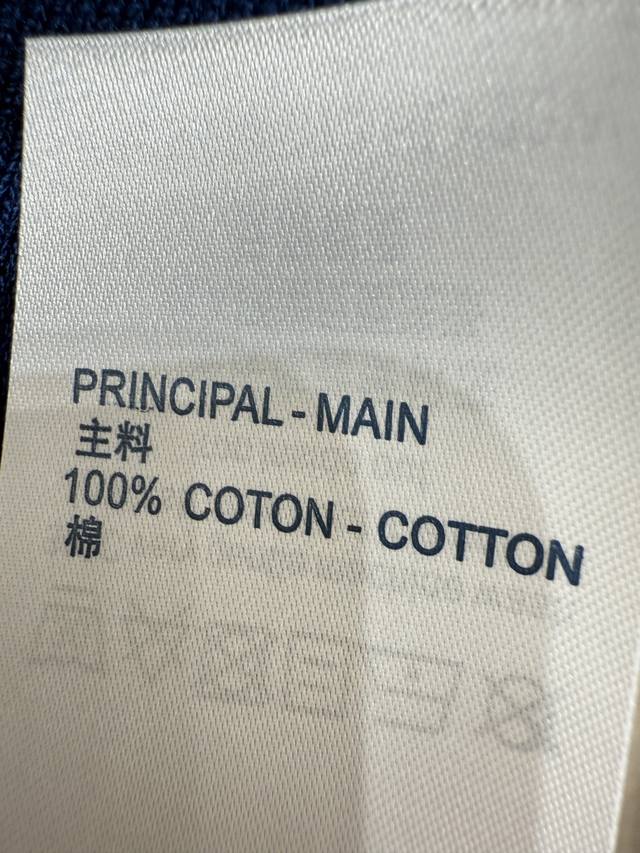 PRINCIPAL - MAIN
主料
100% COTON - COTTON
棉